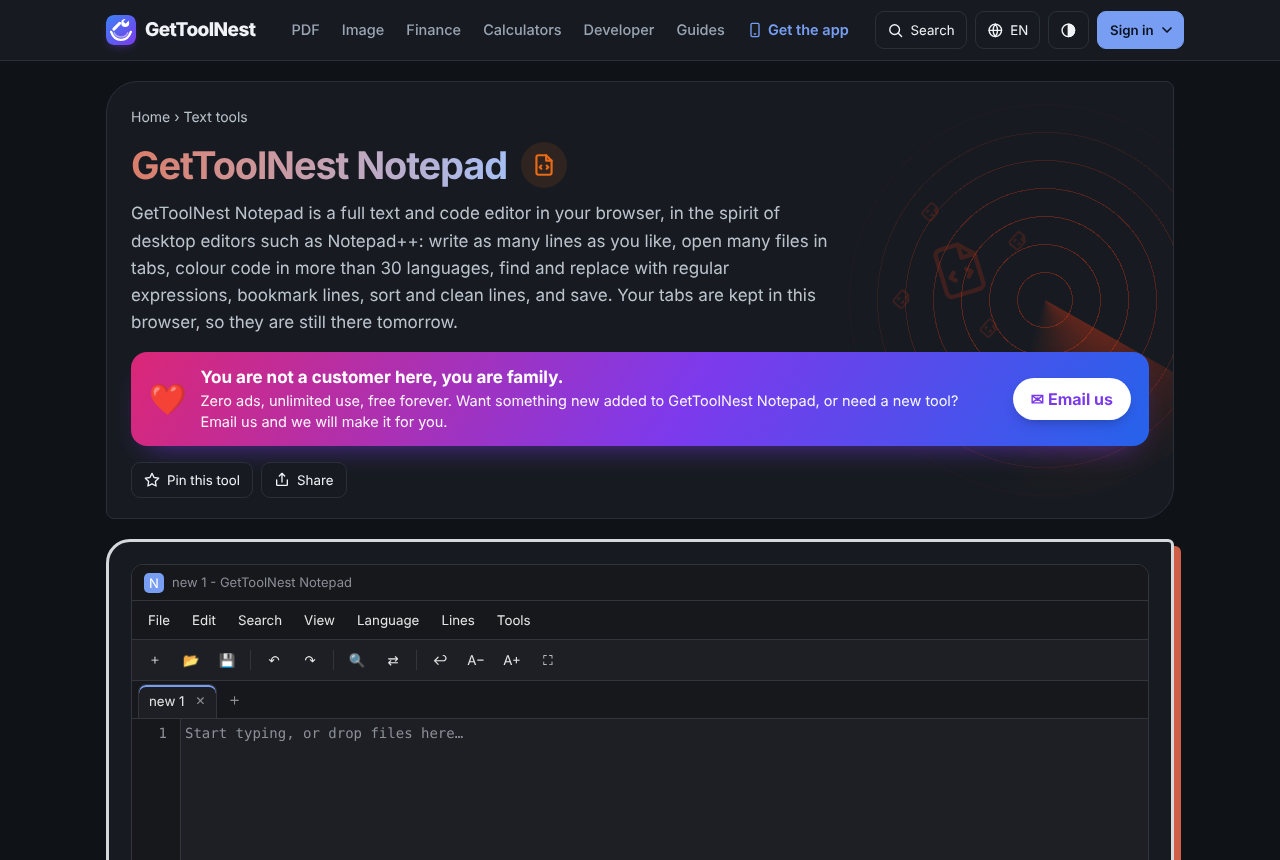 GetToolNest
PDF Image Finance Calculators Developer Guides Get the app Search EN Sign in
Home › Text tools
GetToolNest Notepad
GetToolNest Notepad is a full text and code editor in your browser, in the spirit of
desktop editors such as Notepad++: write as many lines as you like, open many files in
tabs, colour code in more than 30 languages, find and replace with regular
expressions, bookmark lines, sort and clean lines, and save. Your tabs are kept in this
browser, so they are still there tomorrow.
You are not a customer here, you are family.
Zero ads, unlimited use, free forever. Want something new added to GetToolNest Notepad, or need a new tool?
Email us and we will make it for you.
✉ Email us
Pin this tool Share
N new 1 - GetToolNest Notepad
File Edit Search View Language Lines Tools
A− A+
new 1 × +
1 Start typing, or drop files here…